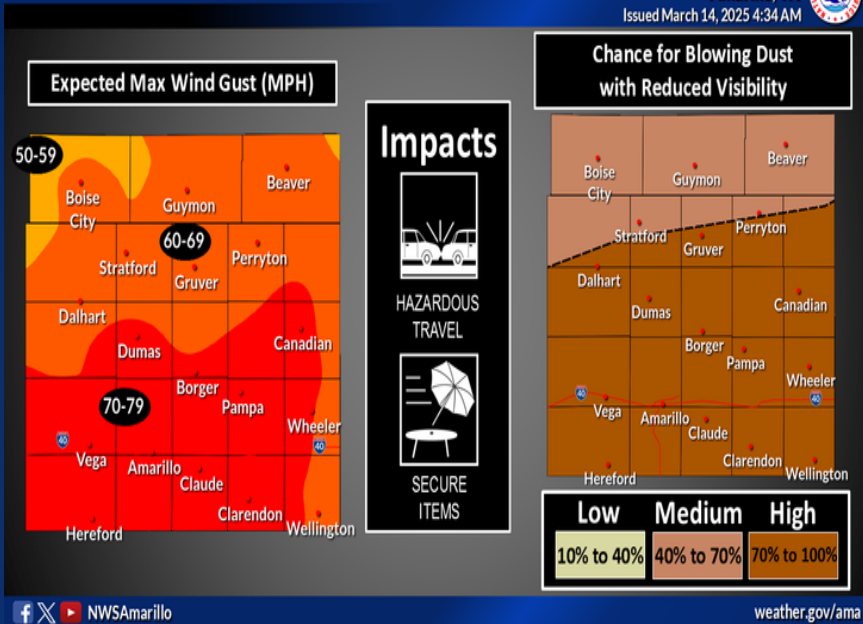 Issued March 14, 2025 4:34 AM
Expected Max Wind Gust (MPH)
50-59
Boise
City
Guymon
Beaver
60-69
Stratford
Gruver
Perryton
Dalhart
Dumas
Canadian
Borger
70-79
Pampa
Wheeler
40
40
Vega
Amarillo
Claude
Clarendon
Hereford
Wellington
Impacts
HAZARDOUS
TRAVEL
SECURE
ITEMS
Chance for Blowing Dust
with Reduced Visibility
Boise
City
Guymon
Beaver
Stratford
Gruver
Perryton
Dalhart
Dumas
Canadian
Borger
Pampa
Wheeler
40
40
Vega
Amarillo
Claude
Clarendon
Hereford
Wellington
Low
Medium
High
10% to 40%
40% to 70%
70% to 100%
NWSAmarillo
weather.gov/ama